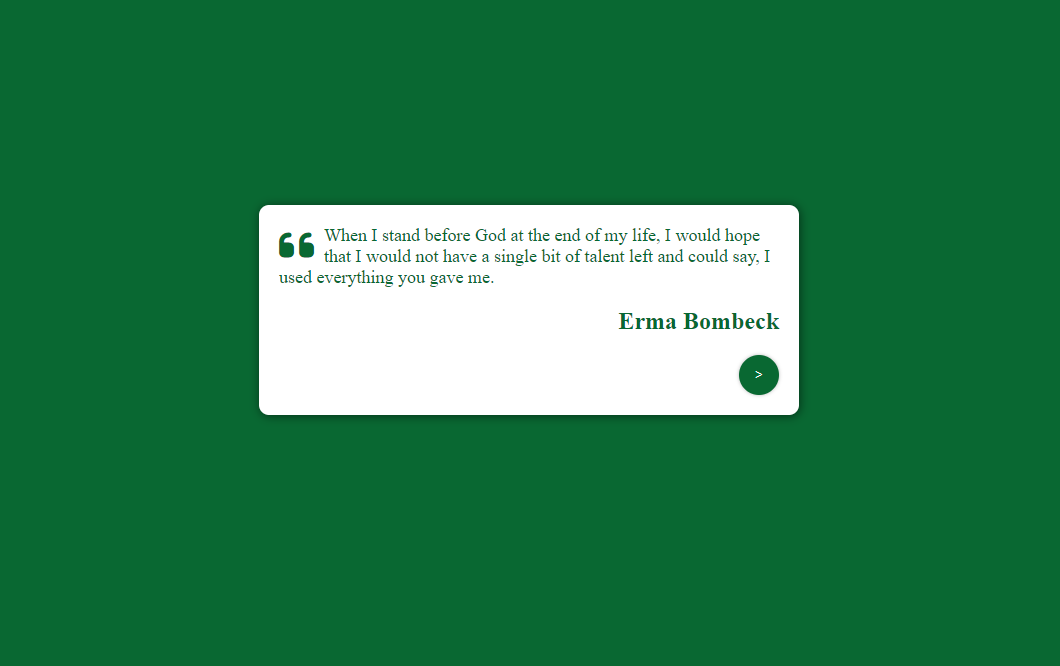 When I stand before God at the end of my life, I would hope
that I would not have a single bit of talent left and could say, I
used everything you gave me.
Erma Bombeck
>